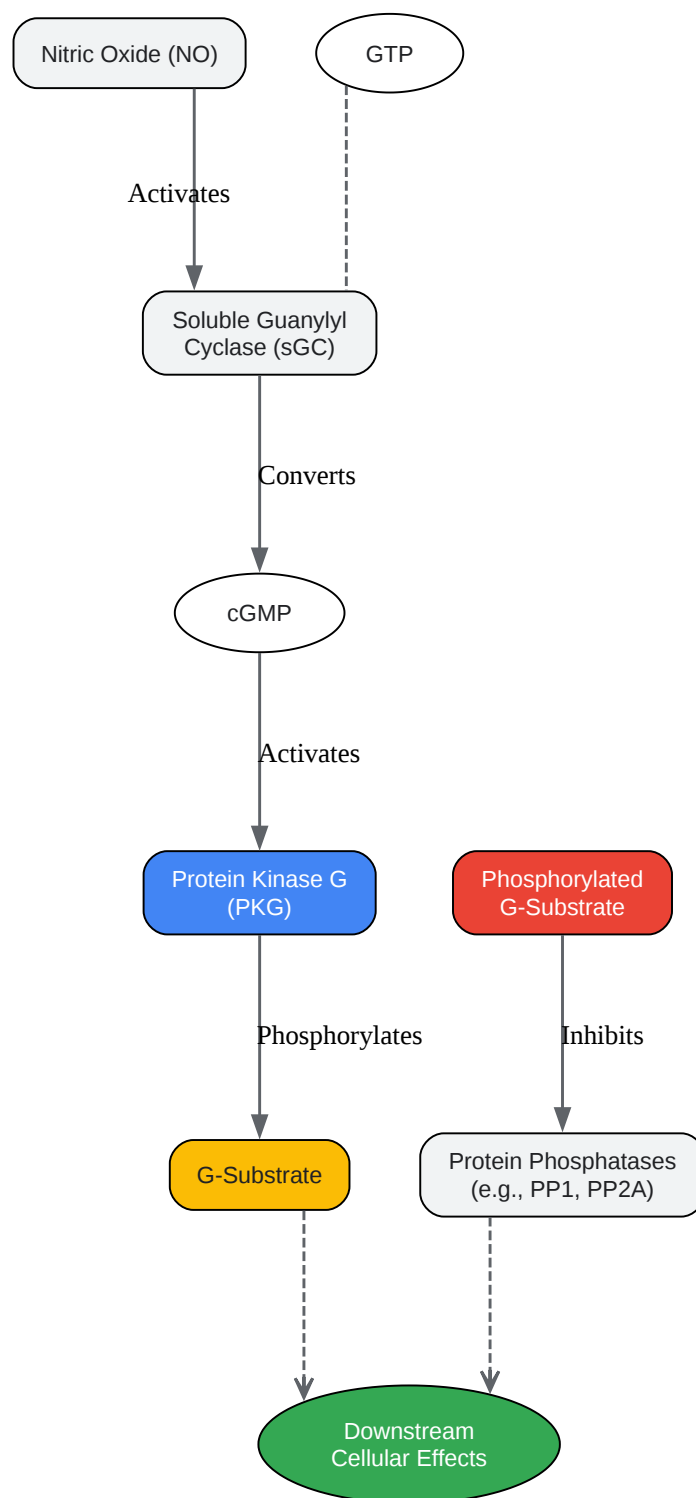 Nitric Oxide (NO)
GTP
Activates
Soluble Guanylyl
Cyclase (sGC)
Converts
cGMP
Activates
Protein Kinase G
(PKG)
Phosphorylated
G-Substrate
Phosphorylates
Inhibits
G-Substrate
Protein Phosphatases
(e.g., PP1, PP2A)
Downstream
Cellular Effects